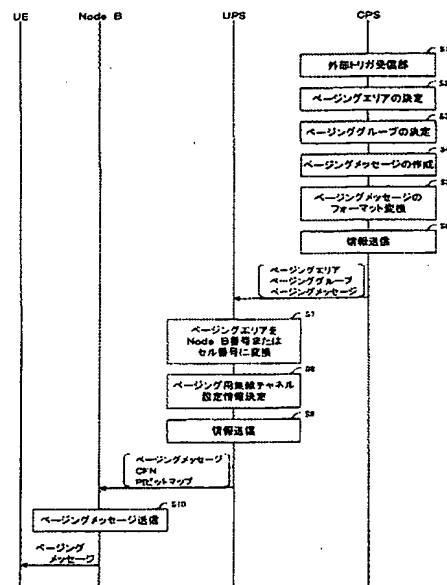 UE
Node B
UPS
CPS
外部トリガ受信部
ページングエリアの決定
ページンググループの決定
ページングメッセージの作成
ページングメッセージの
フォーマット変換
情報送信
ページングエリア
ページンググループ
ページングメッセージ
S7
ページングエリアを
Node B番号または
セル番号に変換
S8
ページング用無線チャネル
設定情報決定
S9
情報送信
ページングメッセージ
CFN
PIビットマップ
S10
ページングメッセージ送信
ページング
メッセージ